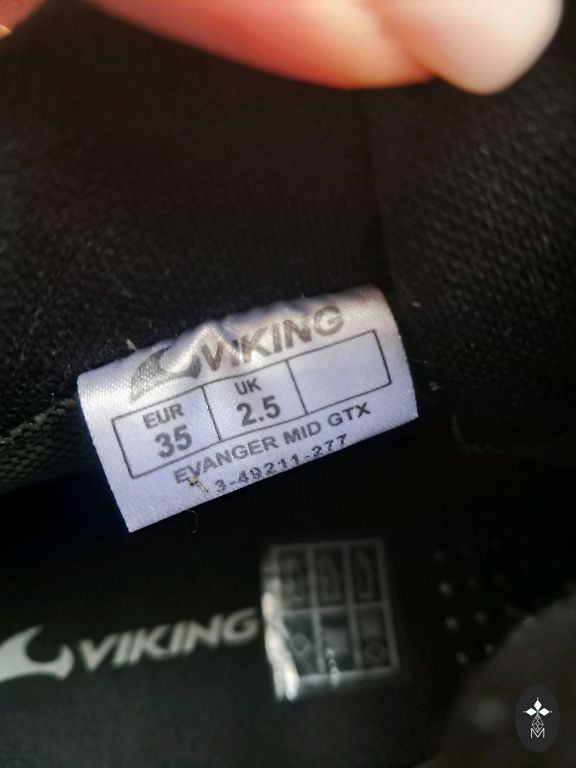 VIKING
EUR
35
UK
2.5
EVANGER MID GTX
3-49211-277
VIKING
M